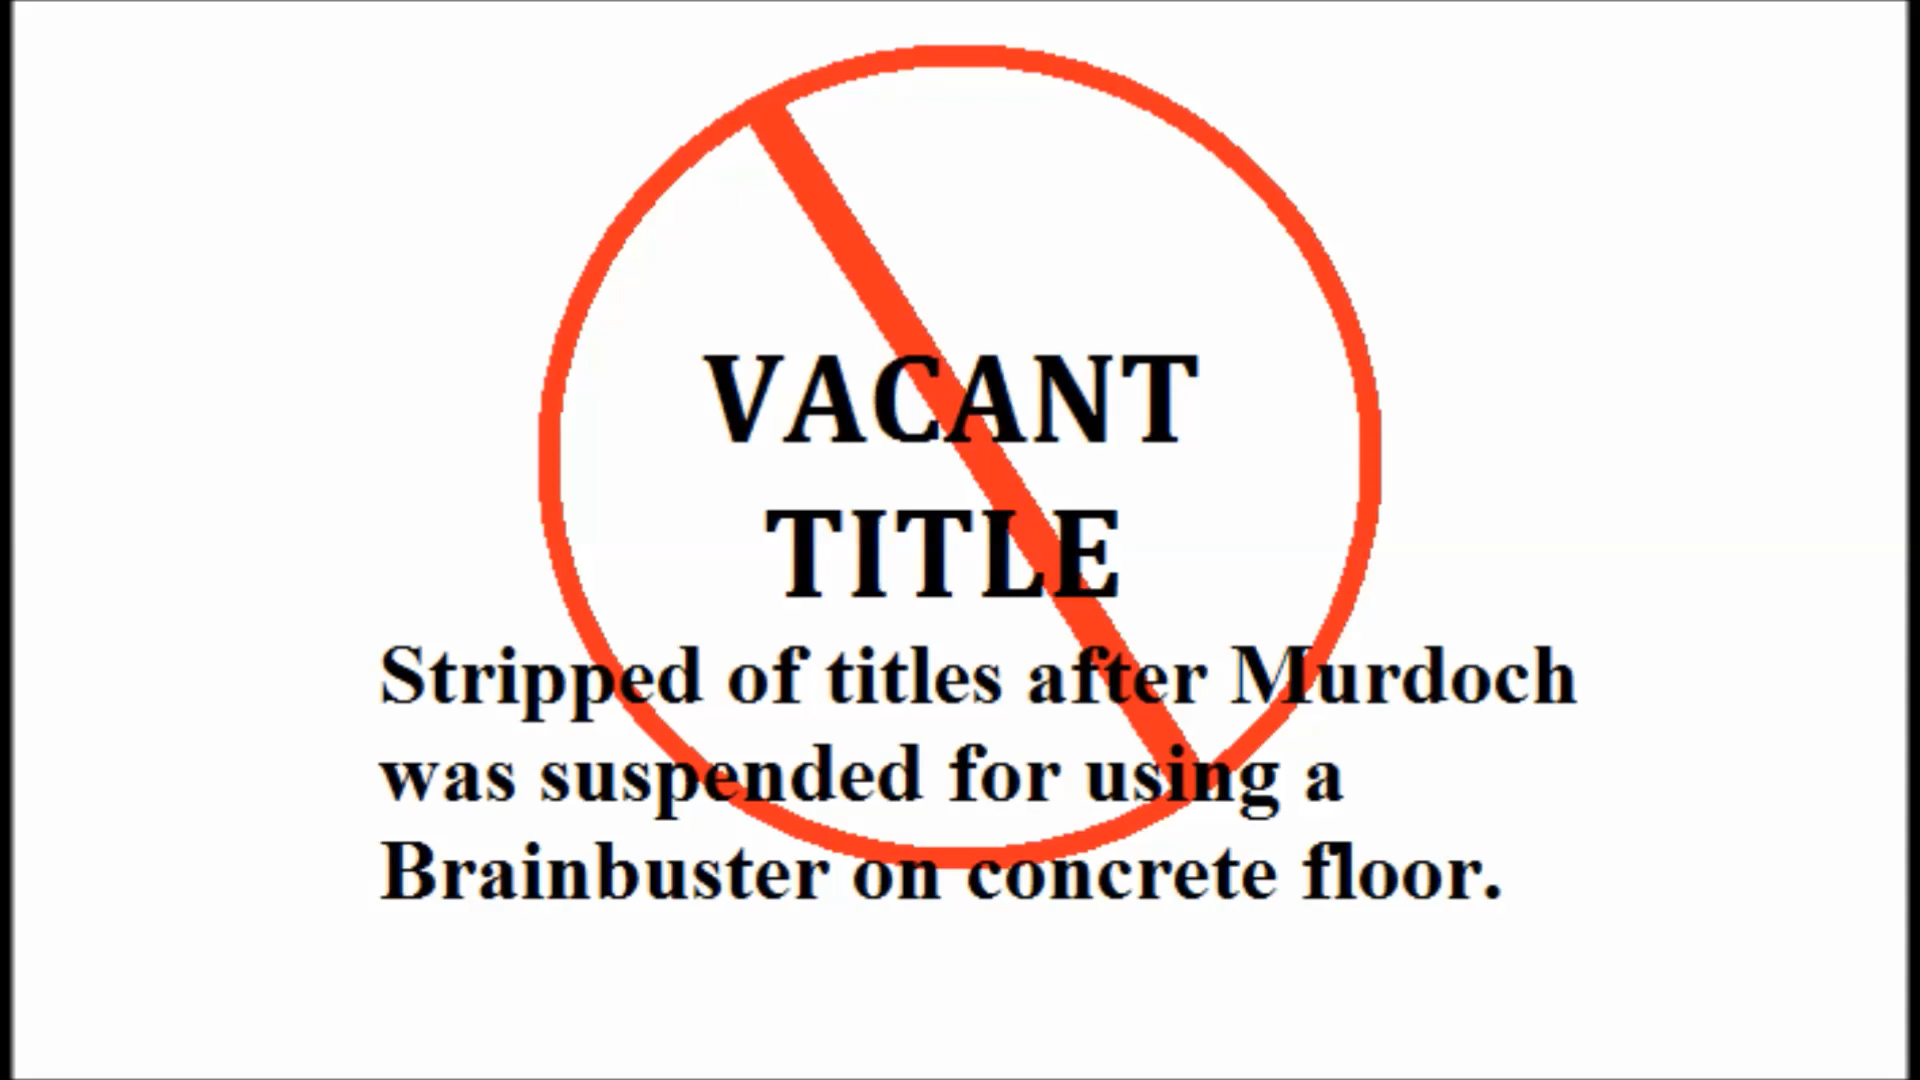 VACANT
TITLE
Stripped of titles after Murdoch
was suspended for using a
Brainbuster on concrete floor.